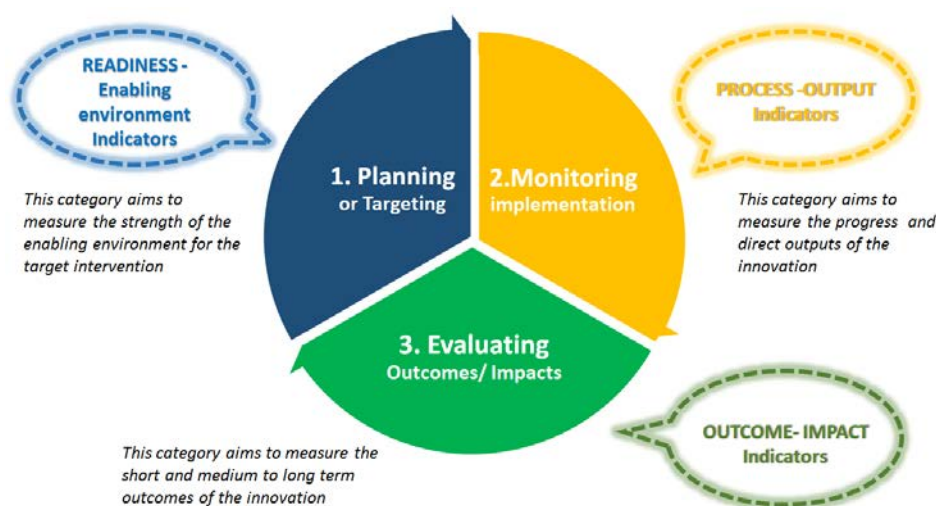 READINESS -
Enabling
environment
Indicators
This category aims to
measure the strength of the
enabling environment for the
target intervention
1. Planning
or Targeting
2.Monitoring
implementation
PROCESS -OUTPUT
Indicators
This category aims to
measure the progress and
direct outputs of the
innovation
3. Evaluating
Outcomes/ Impacts
OUTCOME- IMPACT
Indicators
This category aims to measure the
short and medium to long term
outcomes of the innovation